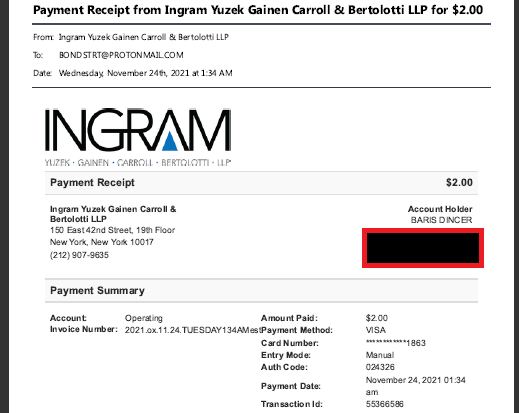 Payment Receipt from Ingram Yuzek Gainen Carroll & Bertolotti LLP for $2.00
From: Ingram Yuzek Gainen Carroll & Bertolotti LLP
To: BONDSTRT@PROTONMAIL.COM
Date: Wednesday, November 24th, 2021 at 1:34 AM
INGRAM
YUZEK · GAINEN · CARROLL · BERTOLOTTI · LLP
Payment Receipt $2.00
Ingram Yuzek Gainen Carroll &
Bertolotti LLP
150 East 42nd Street, 19th Floor
New York, New York 10017
(212) 907-9635
Account Holder
BARIS DINCER
Payment Summary
Account: Operating
Invoice Number: 2021.ox.11.24.TUESDAY134AMest
Amount Paid: $2.00
Payment Method: VISA
Card Number: ************1863
Entry Mode: Manual
Auth Code: 024326
Payment Date: November 24, 2021 01:34
am
Transaction Id: 55366586